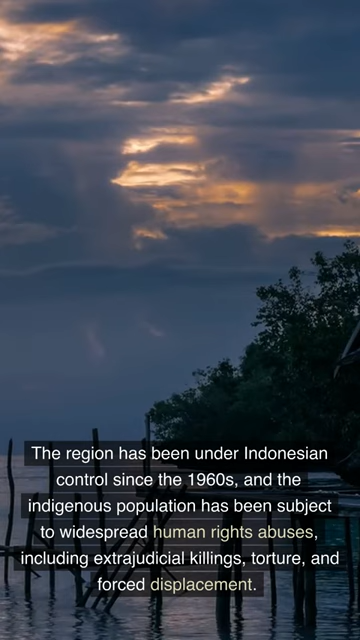 The region has been under Indonesian
control since the 1960s, and the
indigenous population has been subject
to widespread human rights abuses,
including extrajudicial killings, torture, and
forced displacement.